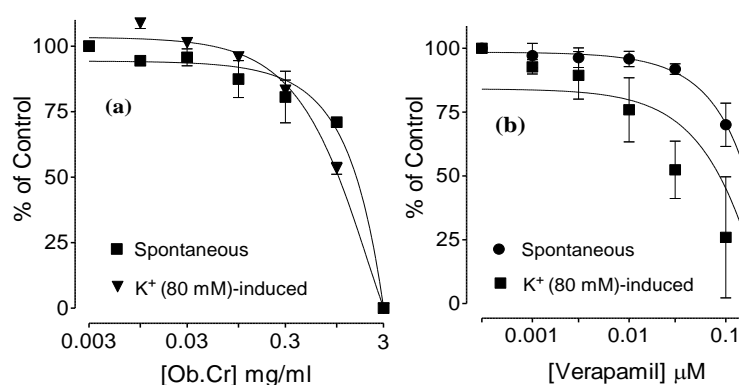 % of Control
100
75
50
25
0
(a)
Spontaneous
K+ (80 mM)-induced
0.003
0.03
0.3
3
[Ob.Cr] mg/ml
% of Control
100
75
50
25
0
(b)
Spontaneous
K+ (80 mM)-induced
0.001
0.01
0.1
[Verapamil] μM